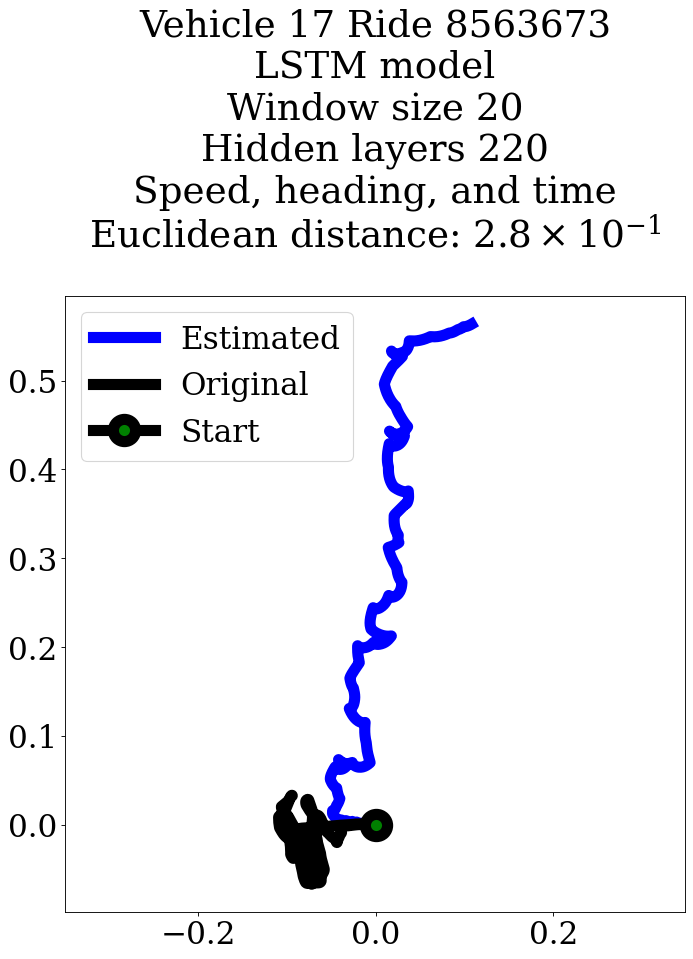 Vehicle 17 Ride 8563673
LSTM model
Window size 20
Hidden layers 220
Speed, heading, and time
Euclidean distance: 2.8 × 10⁻¹
Estimated
Original
Start
0.5
0.4
0.3
0.2
0.1
0.0
−0.2 0.0 0.2